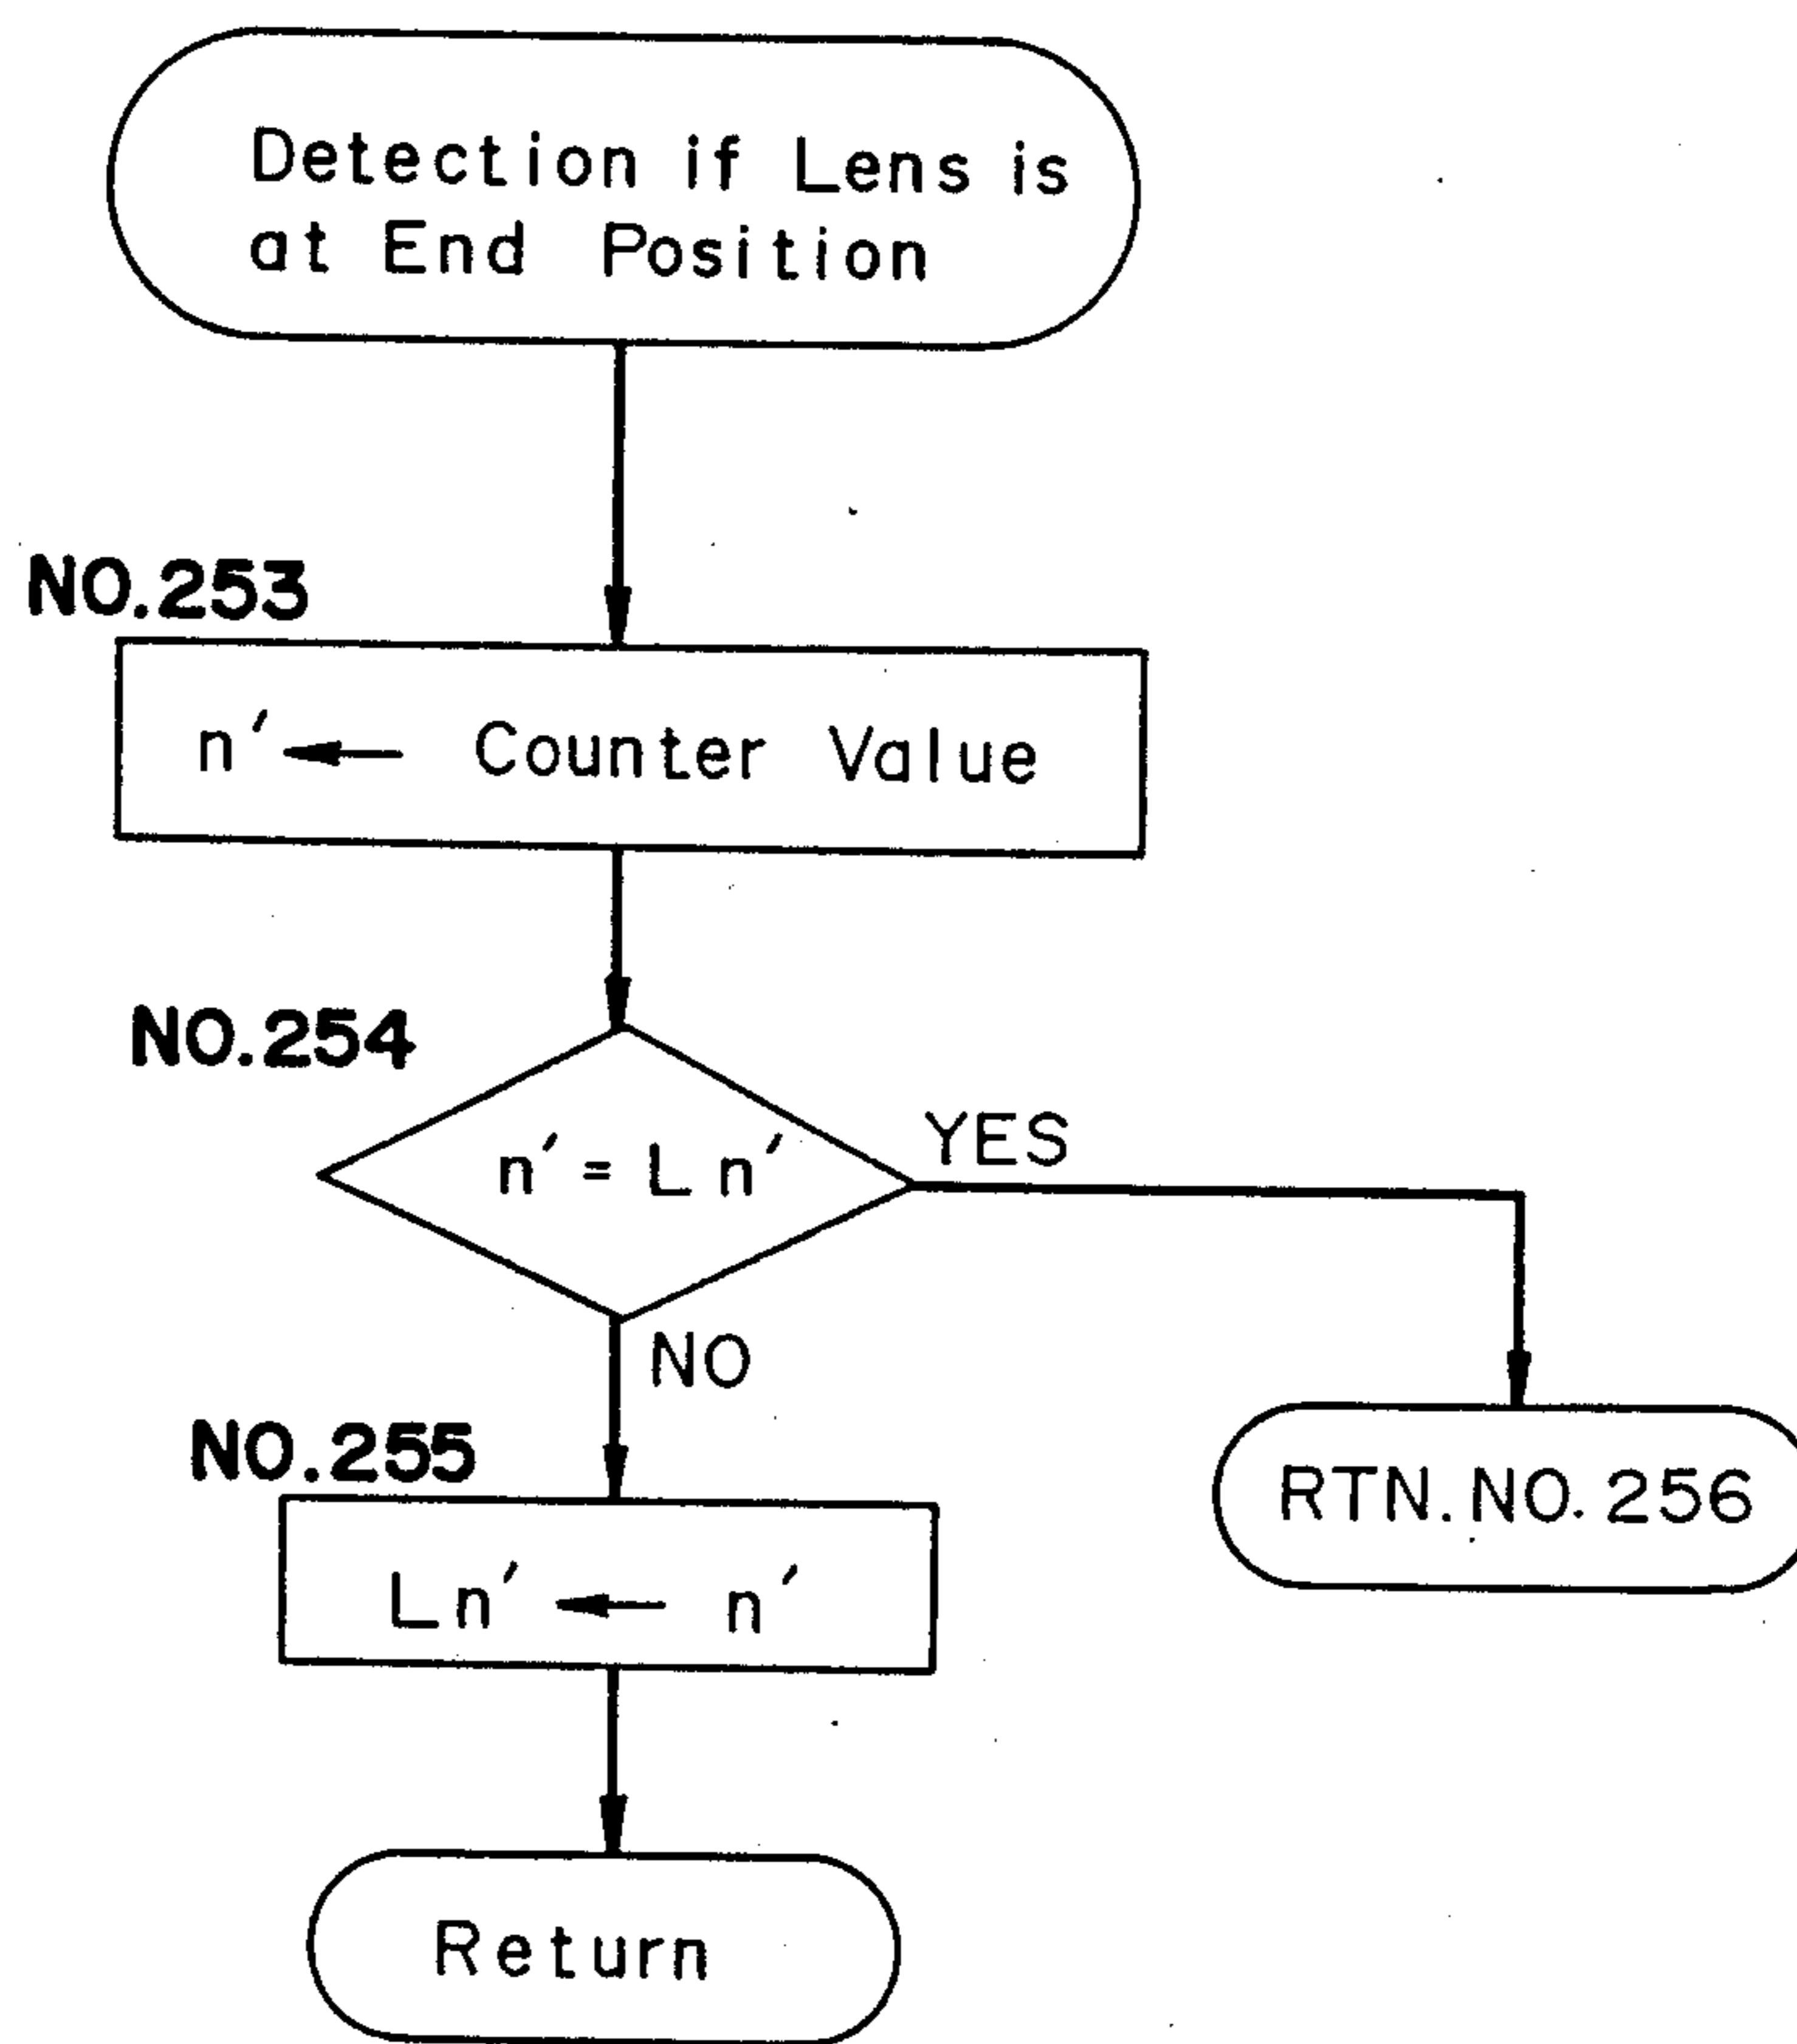 Detection if Lens is
at End Position
NO.253
n′ ← Counter Value
NO.254
n′ = Ln′
YES
NO
NO.255
Ln′ ← n′
RTN.NO.256
Return